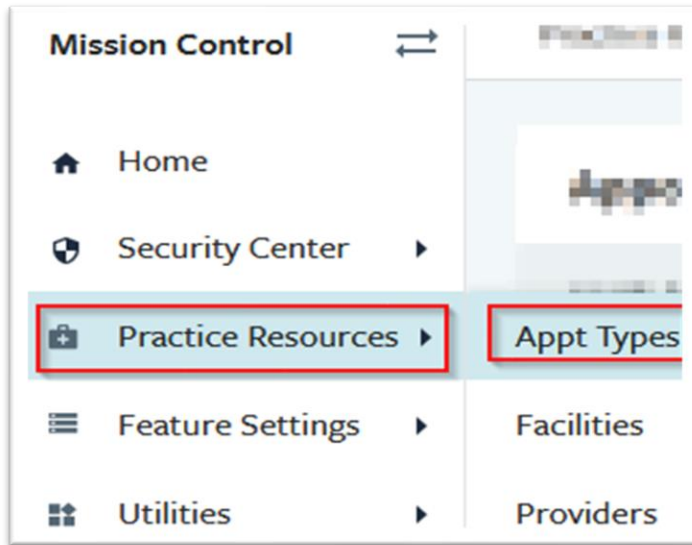 Mission Control
Home
Security Center
Practice Resources
Appt Types
Feature Settings
Facilities
Utilities
Providers